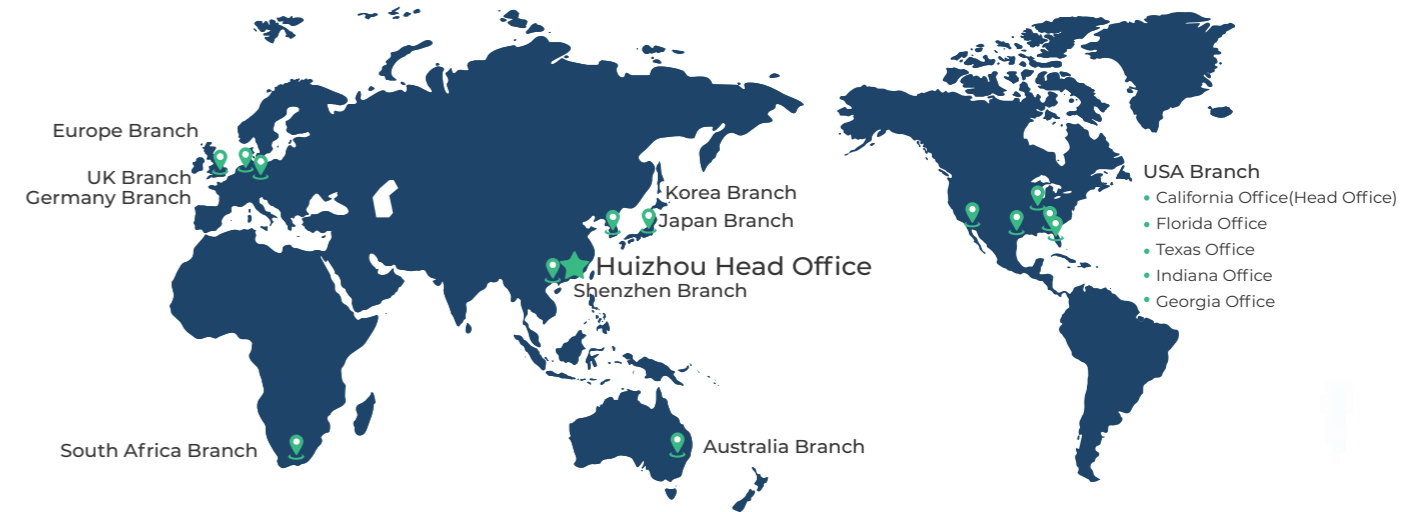 Europe Branch
UK Branch
Germany Branch
Korea Branch
Japan Branch
Huizhou Head Office
Shenzhen Branch
South Africa Branch
Australia Branch
USA Branch
California Office(Head Office)
Florida Office
Texas Office
Indiana Office
Georgia Office